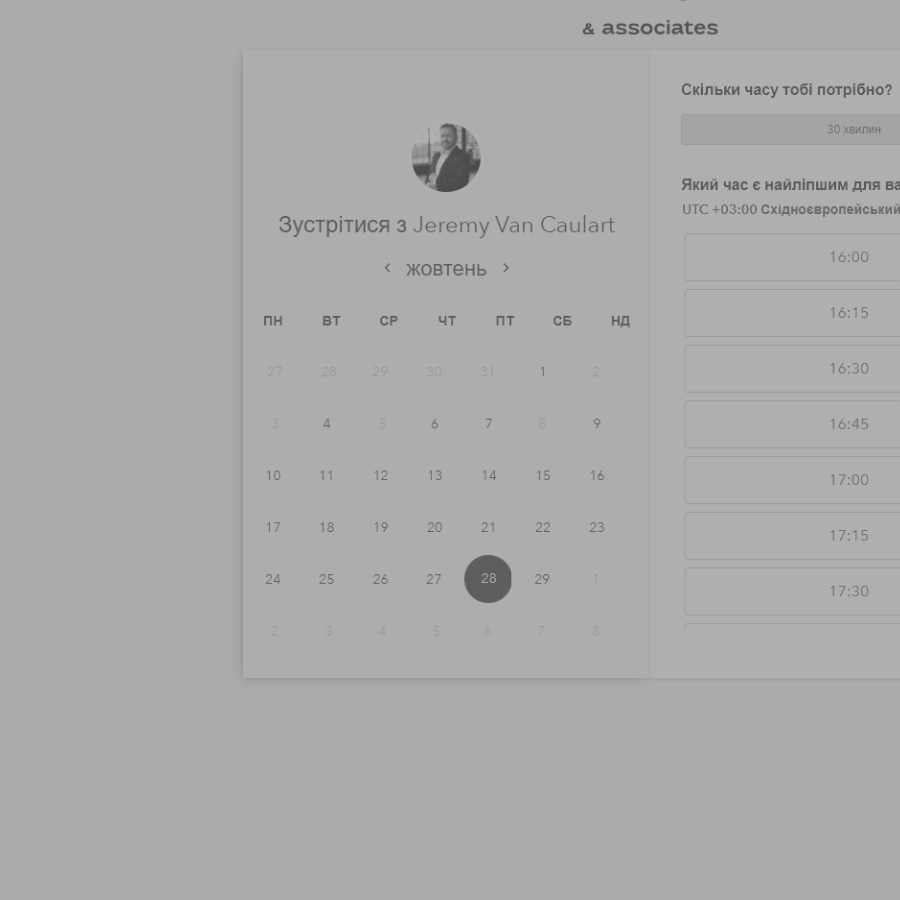 & associates
Зустрітися з Jeremy Van Caulart
‹ жовтень ›
ПН ВТ СР ЧТ ПТ СБ НД
27 28 29 30 31 1 2
3 4 5 6 7 8 9
10 11 12 13 14 15 16
17 18 19 20 21 22 23
24 25 26 27 28 29 1
2 3 4 5 6 7 8
Скільки часу тобі потрібно?
30 хвилин
Який час є найліпшим для ва
UTC +03:00 Східноєвропейський
16:00
16:15
16:30
16:45
17:00
17:15
17:30